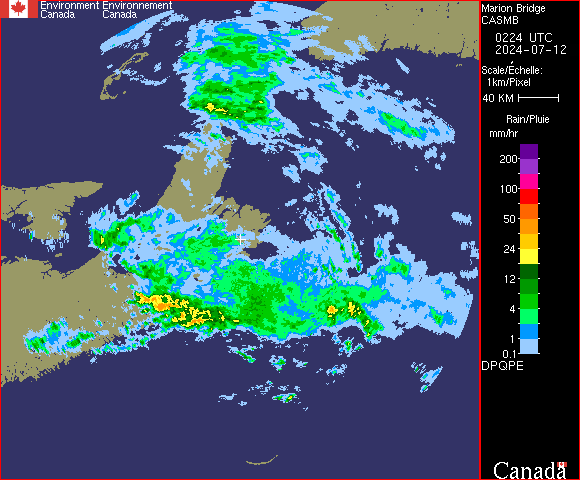 Environment Environnement
Canada Canada
Marion Bridge
CASMB
0224 UTC
2024-07-12
Scale/Echelle:
1km/Pixel
40 KM
Rain/Pluie
mm/hr
200
100
50
24
12
4
1
0.1
DPQPE
Canada